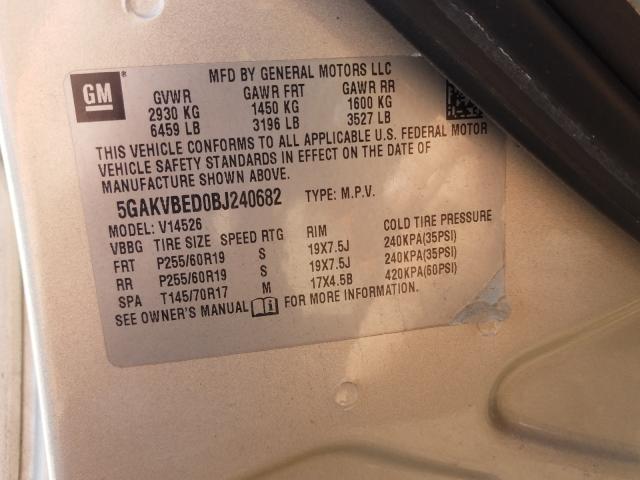 MFD BY GENERAL MOTORS LLC
GM
GVWR GAWR FRT GAWR RR
2930 KG 1450 KG 1600 KG
6459 LB 3196 LB 3527 LB
THIS VEHICLE CONFORMS TO ALL APPLICABLE U.S. FEDERAL MOTOR
VEHICLE SAFETY STANDARDS IN EFFECT ON THE DATE OF
MANUFACTURE SHOWN ABOVE.
5GAKVBED0BJ240682 TYPE: M.P.V.
MODEL: V14526
VBBG TIRE SIZE SPEED RTG RIM COLD TIRE PRESSURE
FRT P255/60R19 S 19X7.5J 240KPA(35PSI)
RR P255/60R19 S 19X7.5J 240KPA(35PSI)
SPA T145/70R17 M 17X4.5B 420KPA(60PSI)
SEE OWNER'S MANUAL FOR MORE INFORMATION.